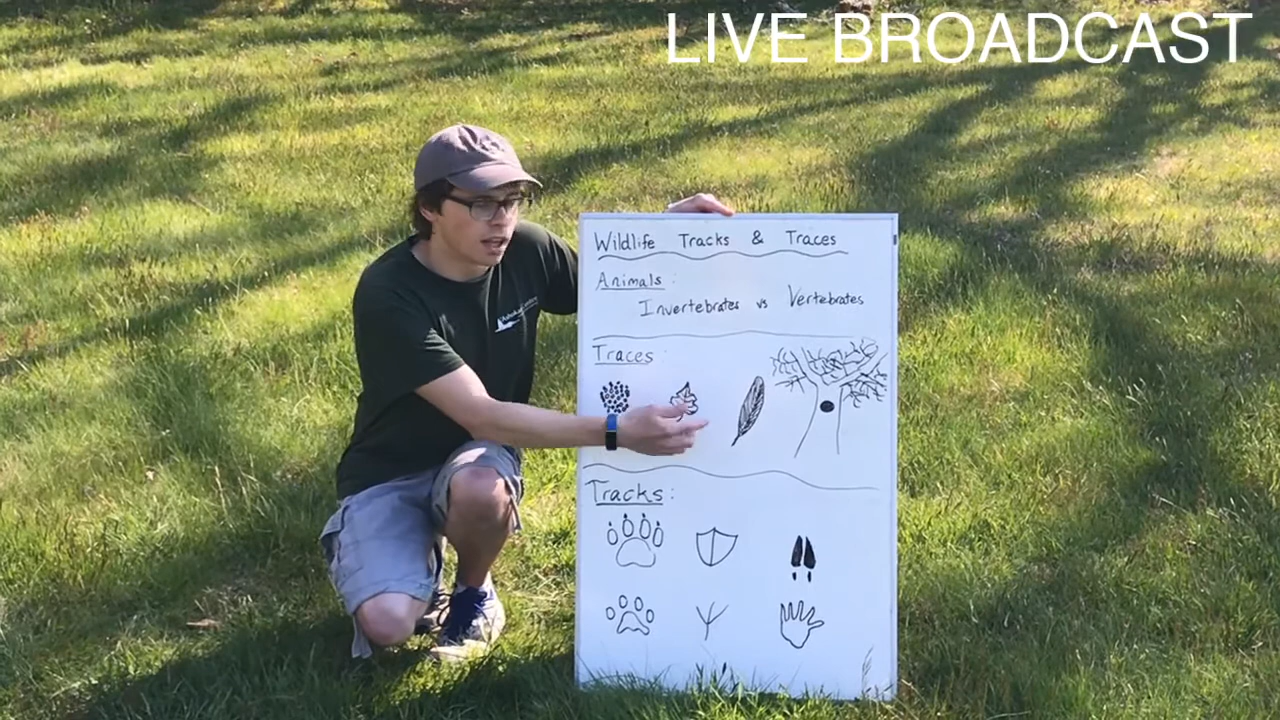 LIVE BROADCAST
Wildlife Tracks & Traces
Animals:
Invertebrates vs Vertebrates
Traces:
Tracks: